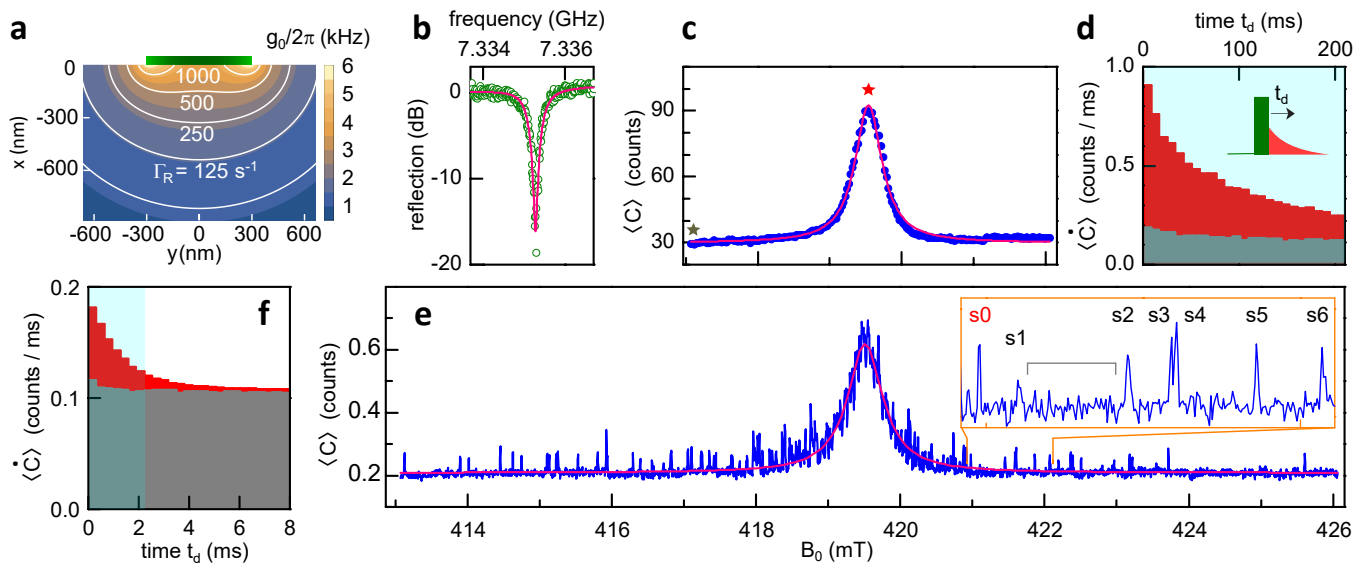 a
g₀/2π (kHz)
1000
500
250
Γ_R = 125 s⁻¹
0
-300
-600
x (nm)
-600 -300 0 300 600
y(nm)
6
5
4
3
2
1
b
frequency (GHz)
7.334 7.336
0
-10
-20
reflection (dB)
c
90
60
30
⟨C⟩ (counts)
d
time t_d (ms)
0 100 200
t_d
1.0
0.5
0.0
⟨Ċ⟩ (counts / ms)
f
0.2
0.1
0.0
⟨Ċ⟩ (counts / ms)
0 2 4 6 8
time t_d (ms)
e
0.6
0.4
0.2
⟨C⟩ (counts)
s0 s1 s2 s3 s4 s5 s6
414 416 418 420 422 424 426
B₀ (mT)